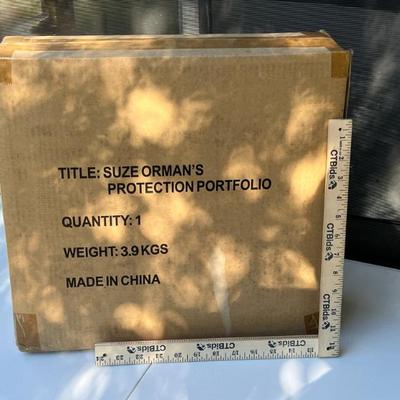 TITLE: SUZE ORMAN'S
PROTECTION PORTFOLIO
QUANTITY: 1
WEIGHT: 3.9 KGS
MADE IN CHINA
CTBids
CTBids
CTBids
CTBids
CTBids